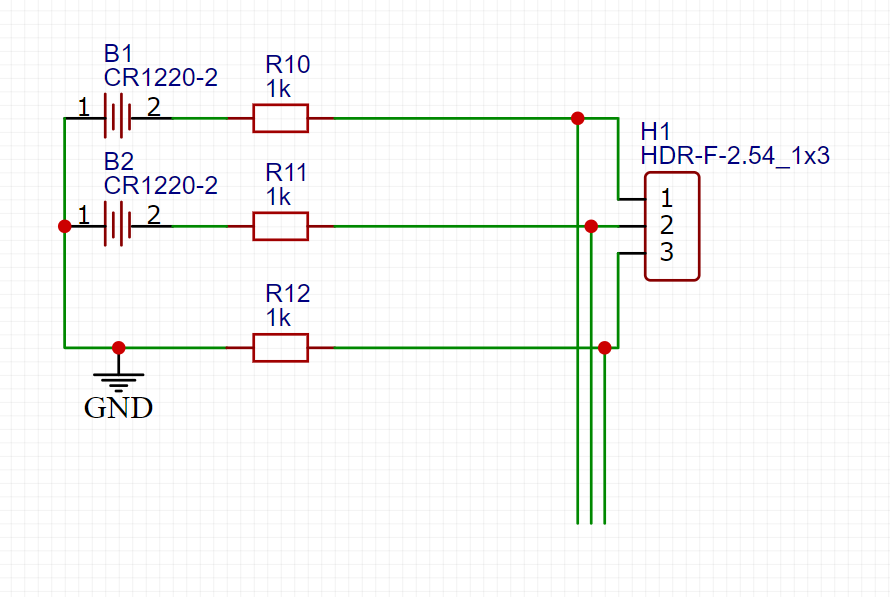 B1
CR1220-2
1 2
R10
1k
B2
CR1220-2
1 2
R11
1k
H1
HDR-F-2.54_1x3
1
2
3
R12
1k
GND